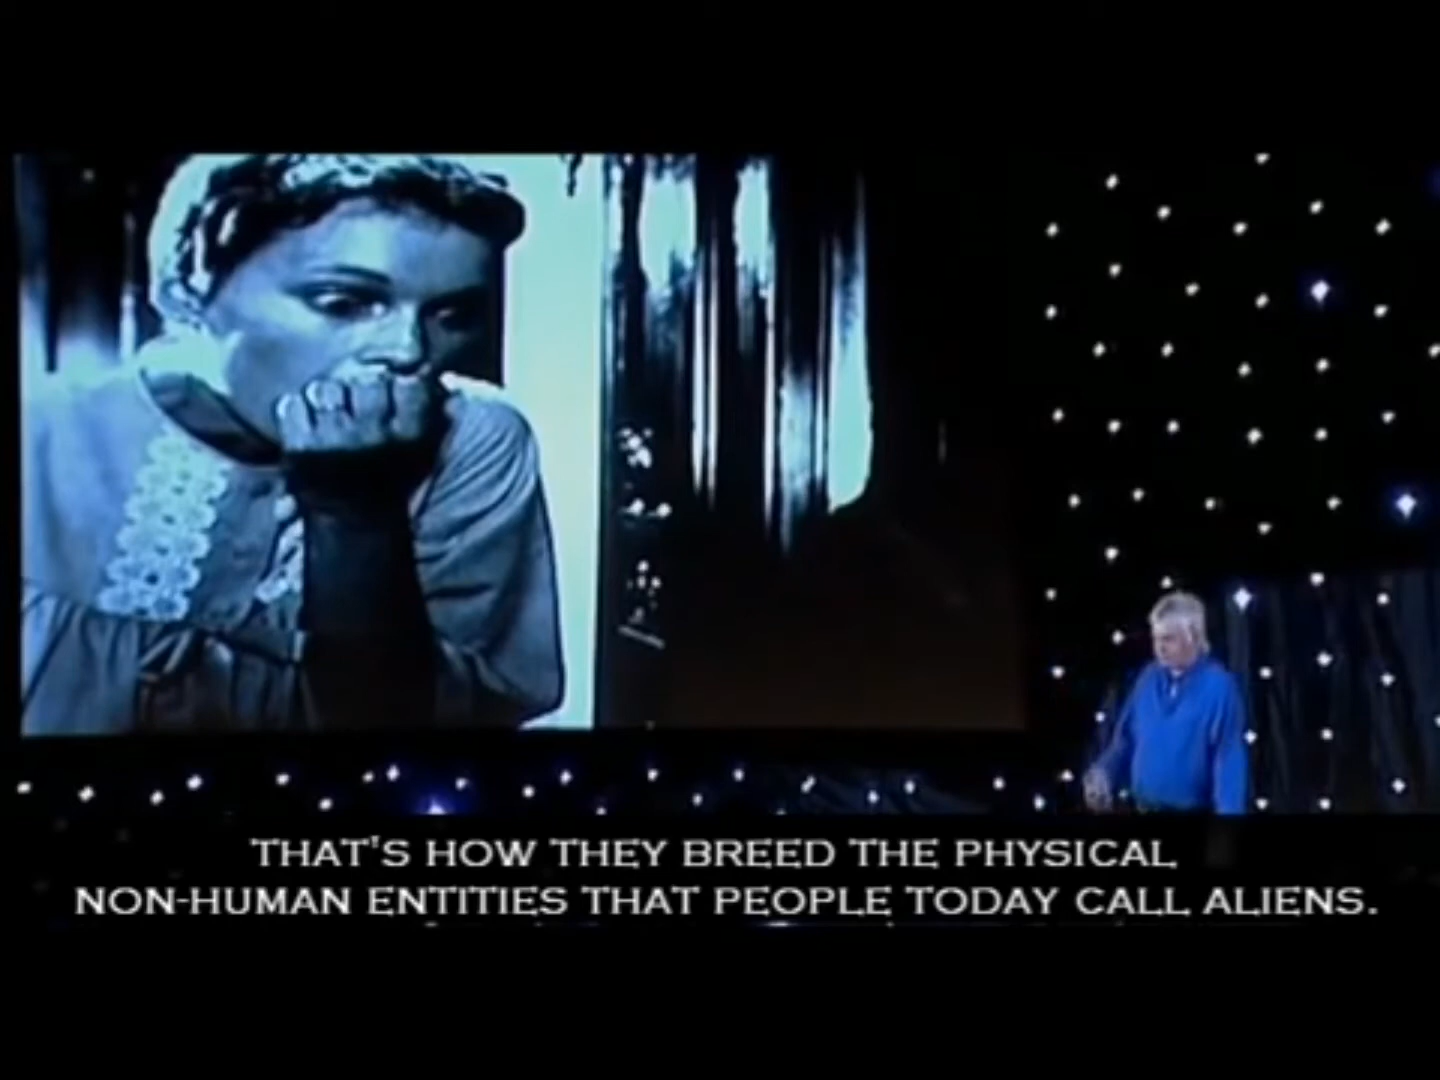 THAT'S HOW THEY BREED THE PHYSICAL
NON-HUMAN ENTITIES THAT PEOPLE TODAY CALL ALIENS.